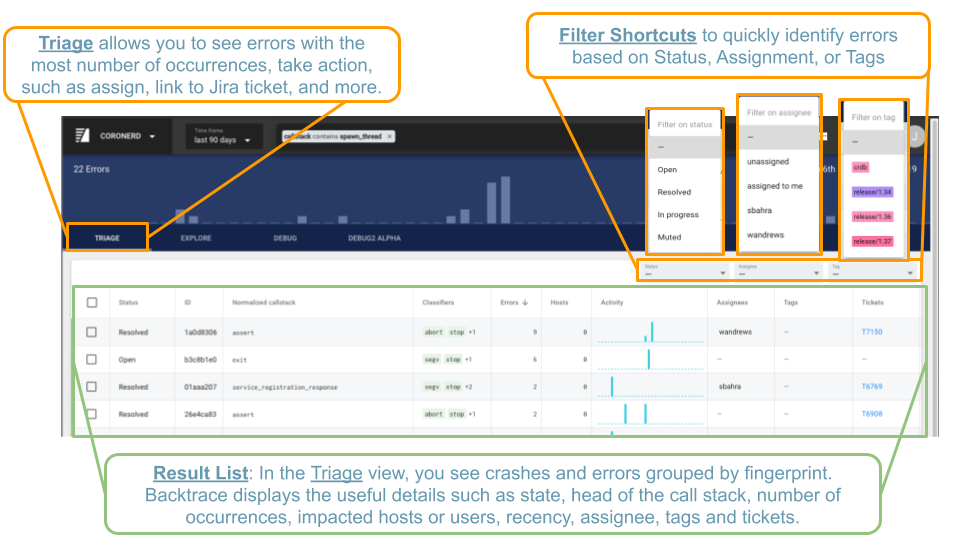 Triage allows you to see errors with the
most number of occurrences, take action,
such as assign, link to Jira ticket, and more.
Filter Shortcuts to quickly identify errors
based on Status, Assignment, or Tags
CORONERD
Time frame
last 90 days
callstack contains spawn_thread ×
22 Errors
6th
19
J
Filter on status
–
Open
Resolved
In progress
Muted
Filter on assignee
–
unassigned
assigned to me
sbahra
wandrews
Filter on tag
–
crdb
release/1.34
release/1.36
release/1.37
TRIAGE EXPLORE DEBUG DEBUG2 ALPHA
Status
–
Assignee
–
Tag
–
Status ID Normalized callstack Classifiers Errors ↓ Hosts Activity Assignees Tags Tickets
Resolved 1a0d8306 assert abort stop +1 9 0 wandrews – T7150
Open b3c8b1e0 exit segv stop +1 6 0 – – –
Resolved 01aaa207 service_registration_response segv stop +2 2 0 sbahra – T6769
Resolved 26e4ca83 assert abort stop +1 2 0 – – T6908
Result List: In the Triage view, you see crashes and errors grouped by fingerprint.
Backtrace displays the useful details such as state, head of the call stack, number of
occurrences, impacted hosts or users, recency, assignee, tags and tickets.